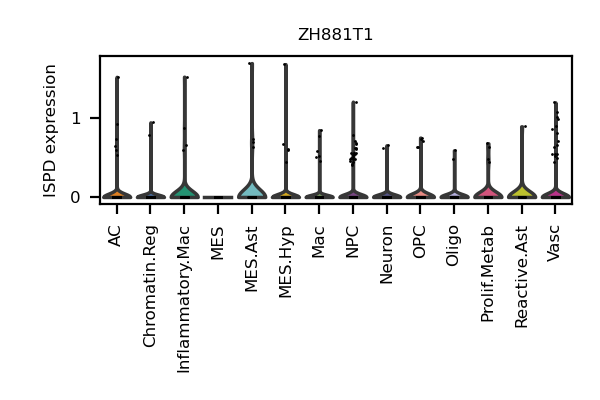 ZH881T1
ISPD expression
1
0
AC
Chromatin.Reg
Inflammatory.Mac
MES
MES.Ast
MES.Hyp
Mac
NPC
Neuron
OPC
Oligo
Prolif.Metab
Reactive.Ast
Vasc